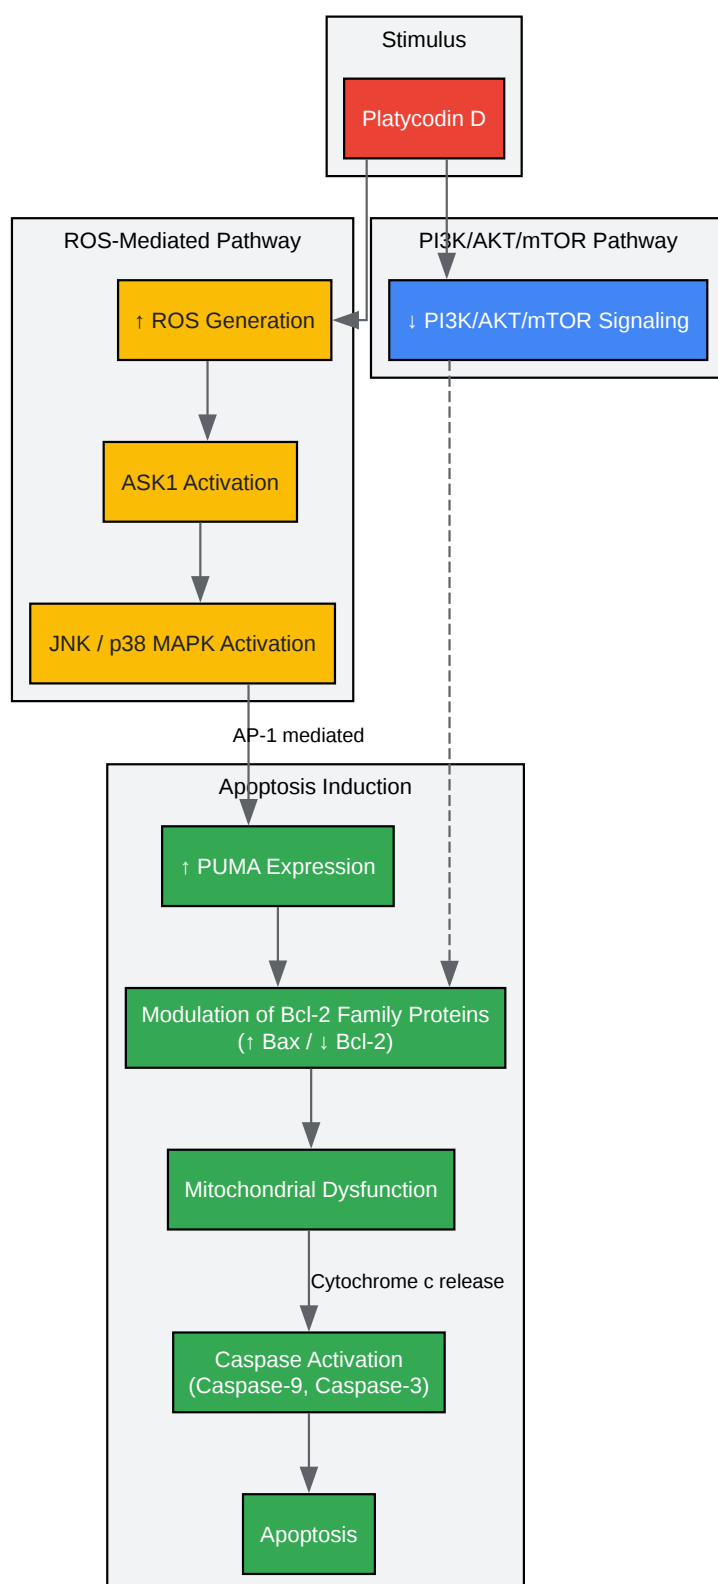 Stimulus
Platycodin D
ROS-Mediated Pathway
PI3K/AKT/mTOR Pathway
↑ ROS Generation
↓ PI3K/AKT/mTOR Signaling
ASK1 Activation
JNK / p38 MAPK Activation
AP-1 mediated
Apoptosis Induction
↑ PUMA Expression
Modulation of Bcl-2 Family Proteins
(↑ Bax / ↓ Bcl-2)
Mitochondrial Dysfunction
Cytochrome c release
Caspase Activation
(Caspase-9, Caspase-3)
Apoptosis